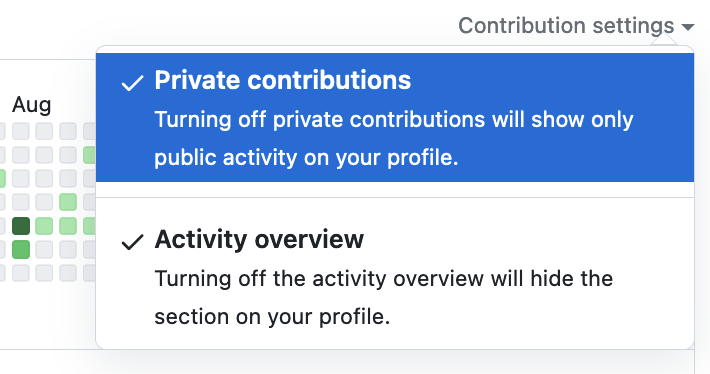 Contribution settings
Aug
Private contributions
Turning off private contributions will show only
public activity on your profile.
Activity overview
Turning off the activity overview will hide the
section on your profile.